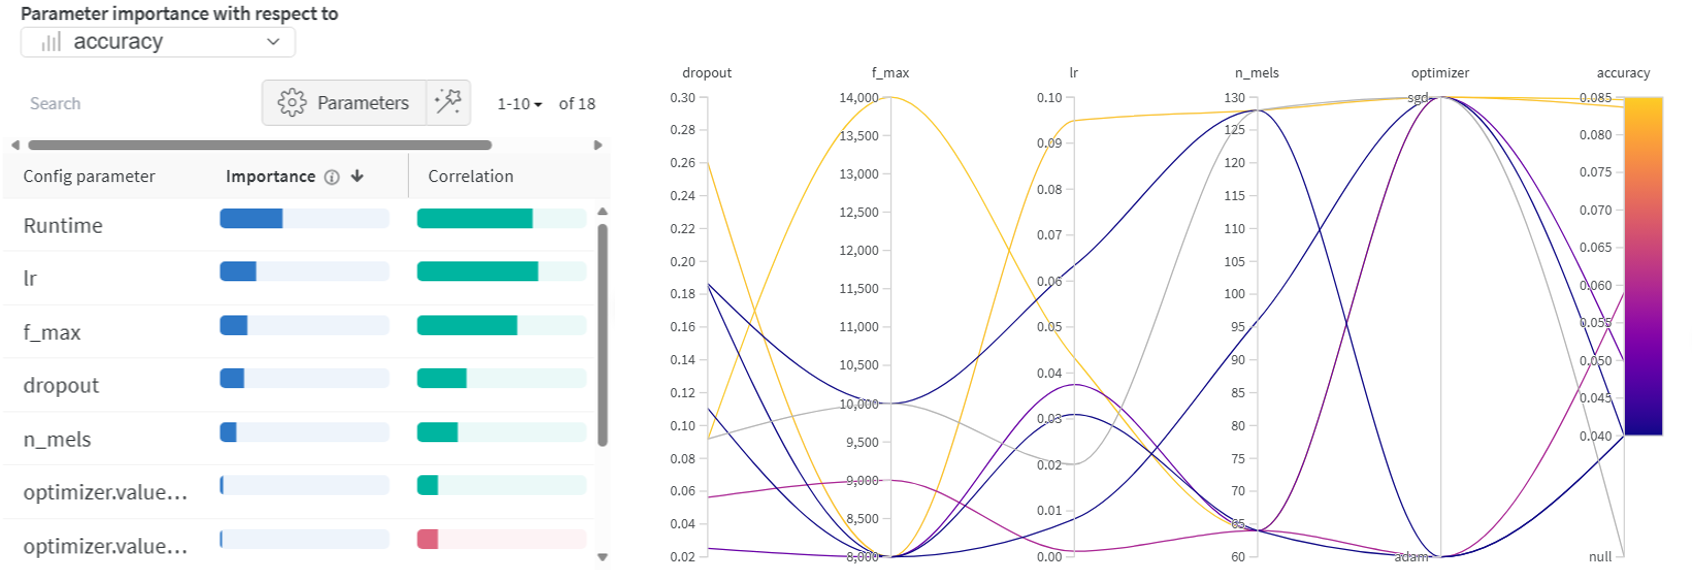 Parameter importance with respect to
accuracy
Search
Parameters
1-10
of 18
Config parameter
Importance
Correlation
Runtime
lr
f_max
dropout
n_mels
optimizer.value...
optimizer.value...
dropout
0.30
0.28
0.26
0.24
0.22
0.20
0.18
0.16
0.14
0.12
0.10
0.08
0.06
0.04
0.02
f_max
14,000
13,500
13,000
12,500
12,000
11,500
11,000
10,500
10,000
9,500
9,000
8,500
8,000
lr
0.10
0.09
0.08
0.07
0.06
0.05
0.04
0.03
0.02
0.01
0.00
n_mels
130
125
120
115
110
105
100
95
90
85
80
75
70
65
60
optimizer
sgd
adam
accuracy
0.085
0.080
0.075
0.070
0.065
0.060
0.055
0.050
0.045
0.040
null